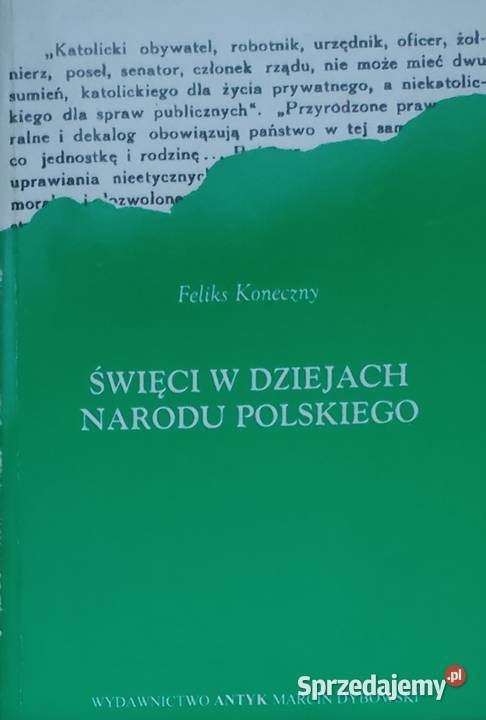 „Katolicki obywatel, robotnik, urzędnik, oficer, żoł-
nierz, poseł, senator, członek rządu, nie może mieć dwu
sumień, katolickiego dla życia prywatnego, a niekatolic-
kiego dla spraw publicznych". „Przyrodzone praw
ralne i dekalog obowiązują państwo w tej sam
co jednostkę i rodzinę...
uprawiania nieetycznyc
Feliks Koneczny
ŚWIĘCI W DZIEJACH
NARODU POLSKIEGO
WYDAWNICTWO ANTYK MARCIN DYBOWSKI
Sprzedajemy.pl